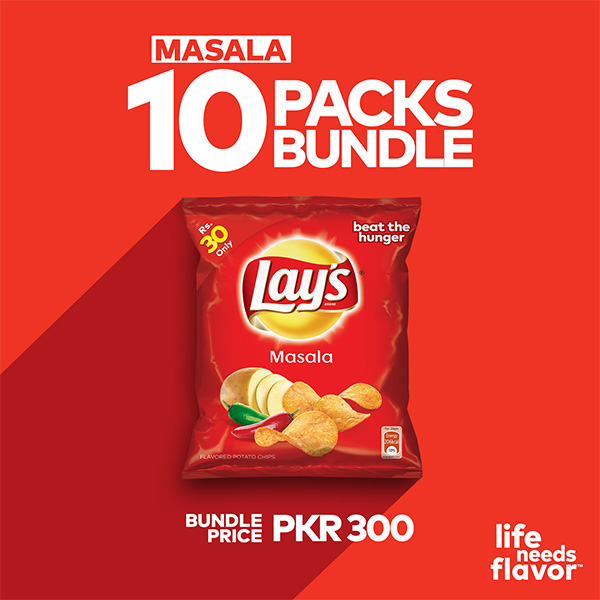 MASALA
10 PACKS
BUNDLE
Rs.
30
Only
beat the
hunger
Lay's
Masala
FLAVORED POTATO CHIPS
BUNDLE
PRICE PKR 300
life
needs
flavor™